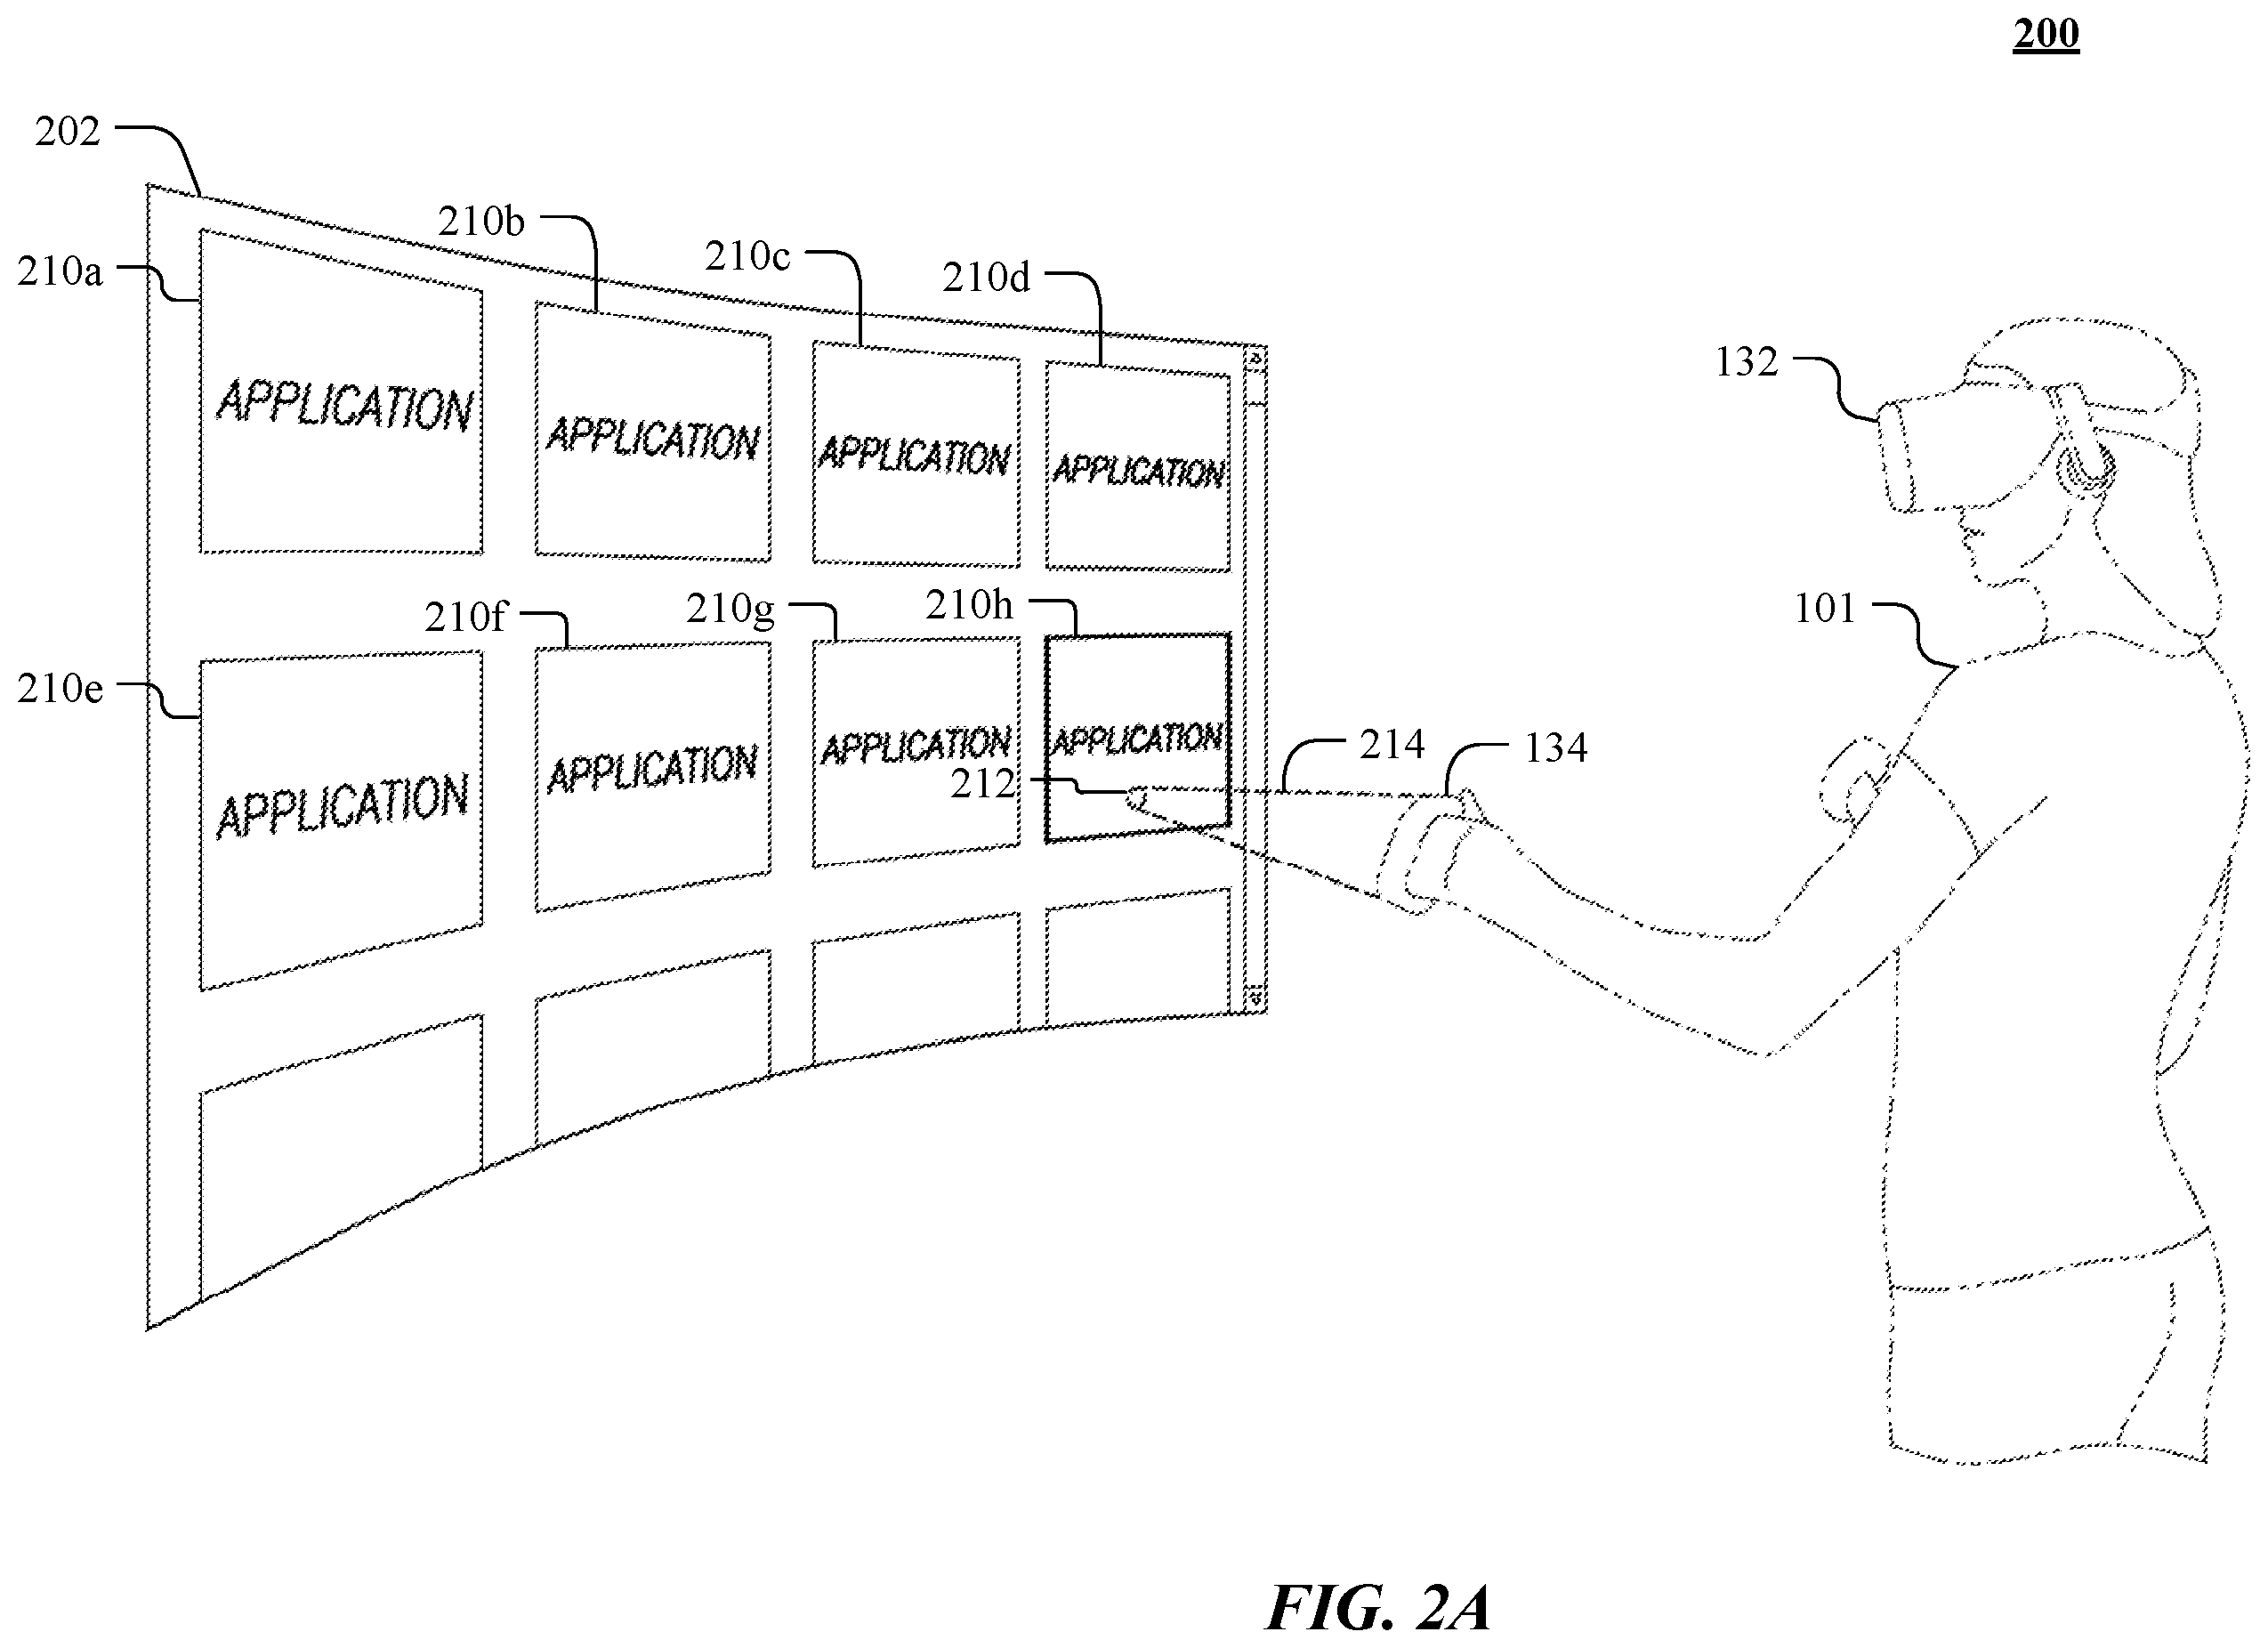 200
202
210b
210c
210d
210a
132
APPLICATION
APPLICATION
APPLICATION
APPLICATION
210f
210g
210h
101
210e
APPLICATION
APPLICATION
APPLICATION
APPLICATION
212
214
134
FIG. 2A